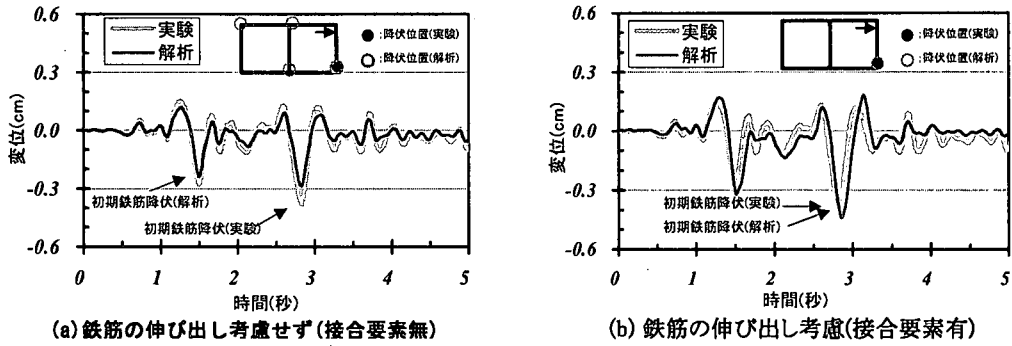 0.6
0.3
0.0
-0.3
-0.6
変位(cm)
実験
解析
:降伏位置(実験)
:降伏位置(解析)
初期鉄筋降伏(解析)
初期鉄筋降伏(実験)
0 1 2 3 4 5
時間(秒)
(a)鉄筋の伸び出し考慮せず(接合要素無)
0.6
0.3
0.0
-0.3
-0.6
変位(cm)
実験
解析
:降伏位置(実験)
:降伏位置(解析)
初期鉄筋降伏(実験)
初期鉄筋降伏(解析)
0 1 2 3 4 5
時間(秒)
(b) 鉄筋の伸び出し考慮(接合要素有)